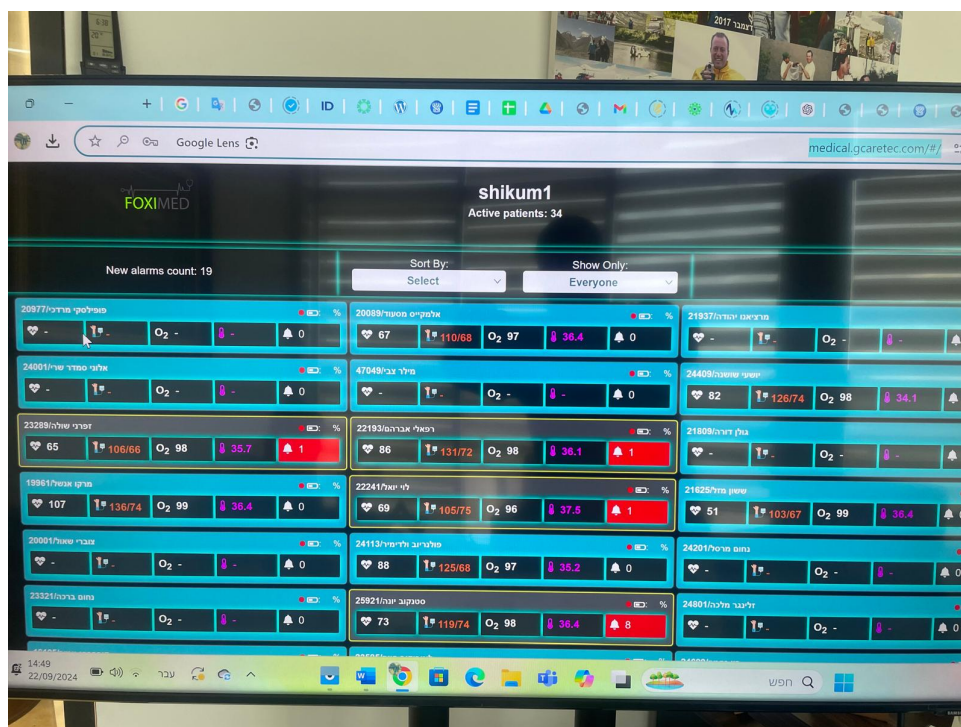 6:30
20°
דצמבר 2017
ID
Google Lens
medical.gcaretec.com/#/
FOXIMED
shikum1
Active patients: 34
New alarms count: 19
Sort By:
Select
Show Only:
Everyone
20977/פופילסקי מרדכי %
- - O2 - - 0
20089/אלמקייס מסעוד %
67 110/68 O2 97 36.4 0
21937/מרציאנו יהודה
- - O2 - -
24001/אלוני סמדר שרי %
- - O2 - - 0
47049/מילר צבי %
- - O2 - - 0
24409/יושעי שושנה
82 126/74 O2 98 34.1
23289/זפרני שולה %
65 106/66 O2 98 35.7 1
22193/רפאלי אברהם %
86 131/72 O2 98 36.1 1
21809/גולן דורה
- - O2 - -
19961/מרקו אנשל %
107 136/74 O2 99 36.4 0
22241/לוי יגאל %
69 105/75 O2 96 37.5 1
21625/ששון מזל
51 103/67 O2 99 36.4
20001/צוברי שאול %
- - O2 - - 0
24113/פולנריוב ולדימיר %
88 125/68 O2 97 35.2 0
24201/נחום מרסל
- - O2 - - 0
23321/נחום ברכה %
- - O2 - - 0
25921/סטנקוב יונה %
73 119/74 O2 98 36.4 8
24801/זלינגר מלכה
- - O2 - - 0
14:49
22/09/2024
עבר
חפש